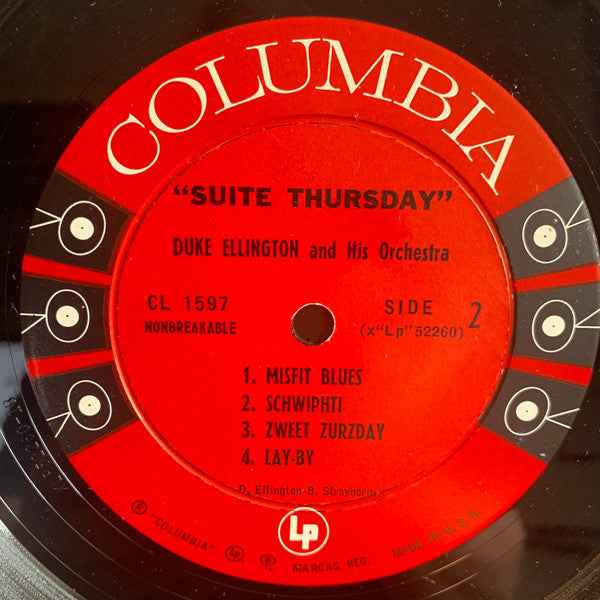 COLUMBIA
"SUITE THURSDAY"
DUKE ELLINGTON and His Orchestra
CL 1597
NONBREAKABLE
SIDE 2
(x"Lp"52260)
1. MISFIT BLUES
2. SCHWIPHTI
3. ZWEET ZURZDAY
4. LAY-BY
D. Ellington-B. Strayhorn
Lp
® "COLUMBIA" MARCAS REG. MADE IN U.S.A.